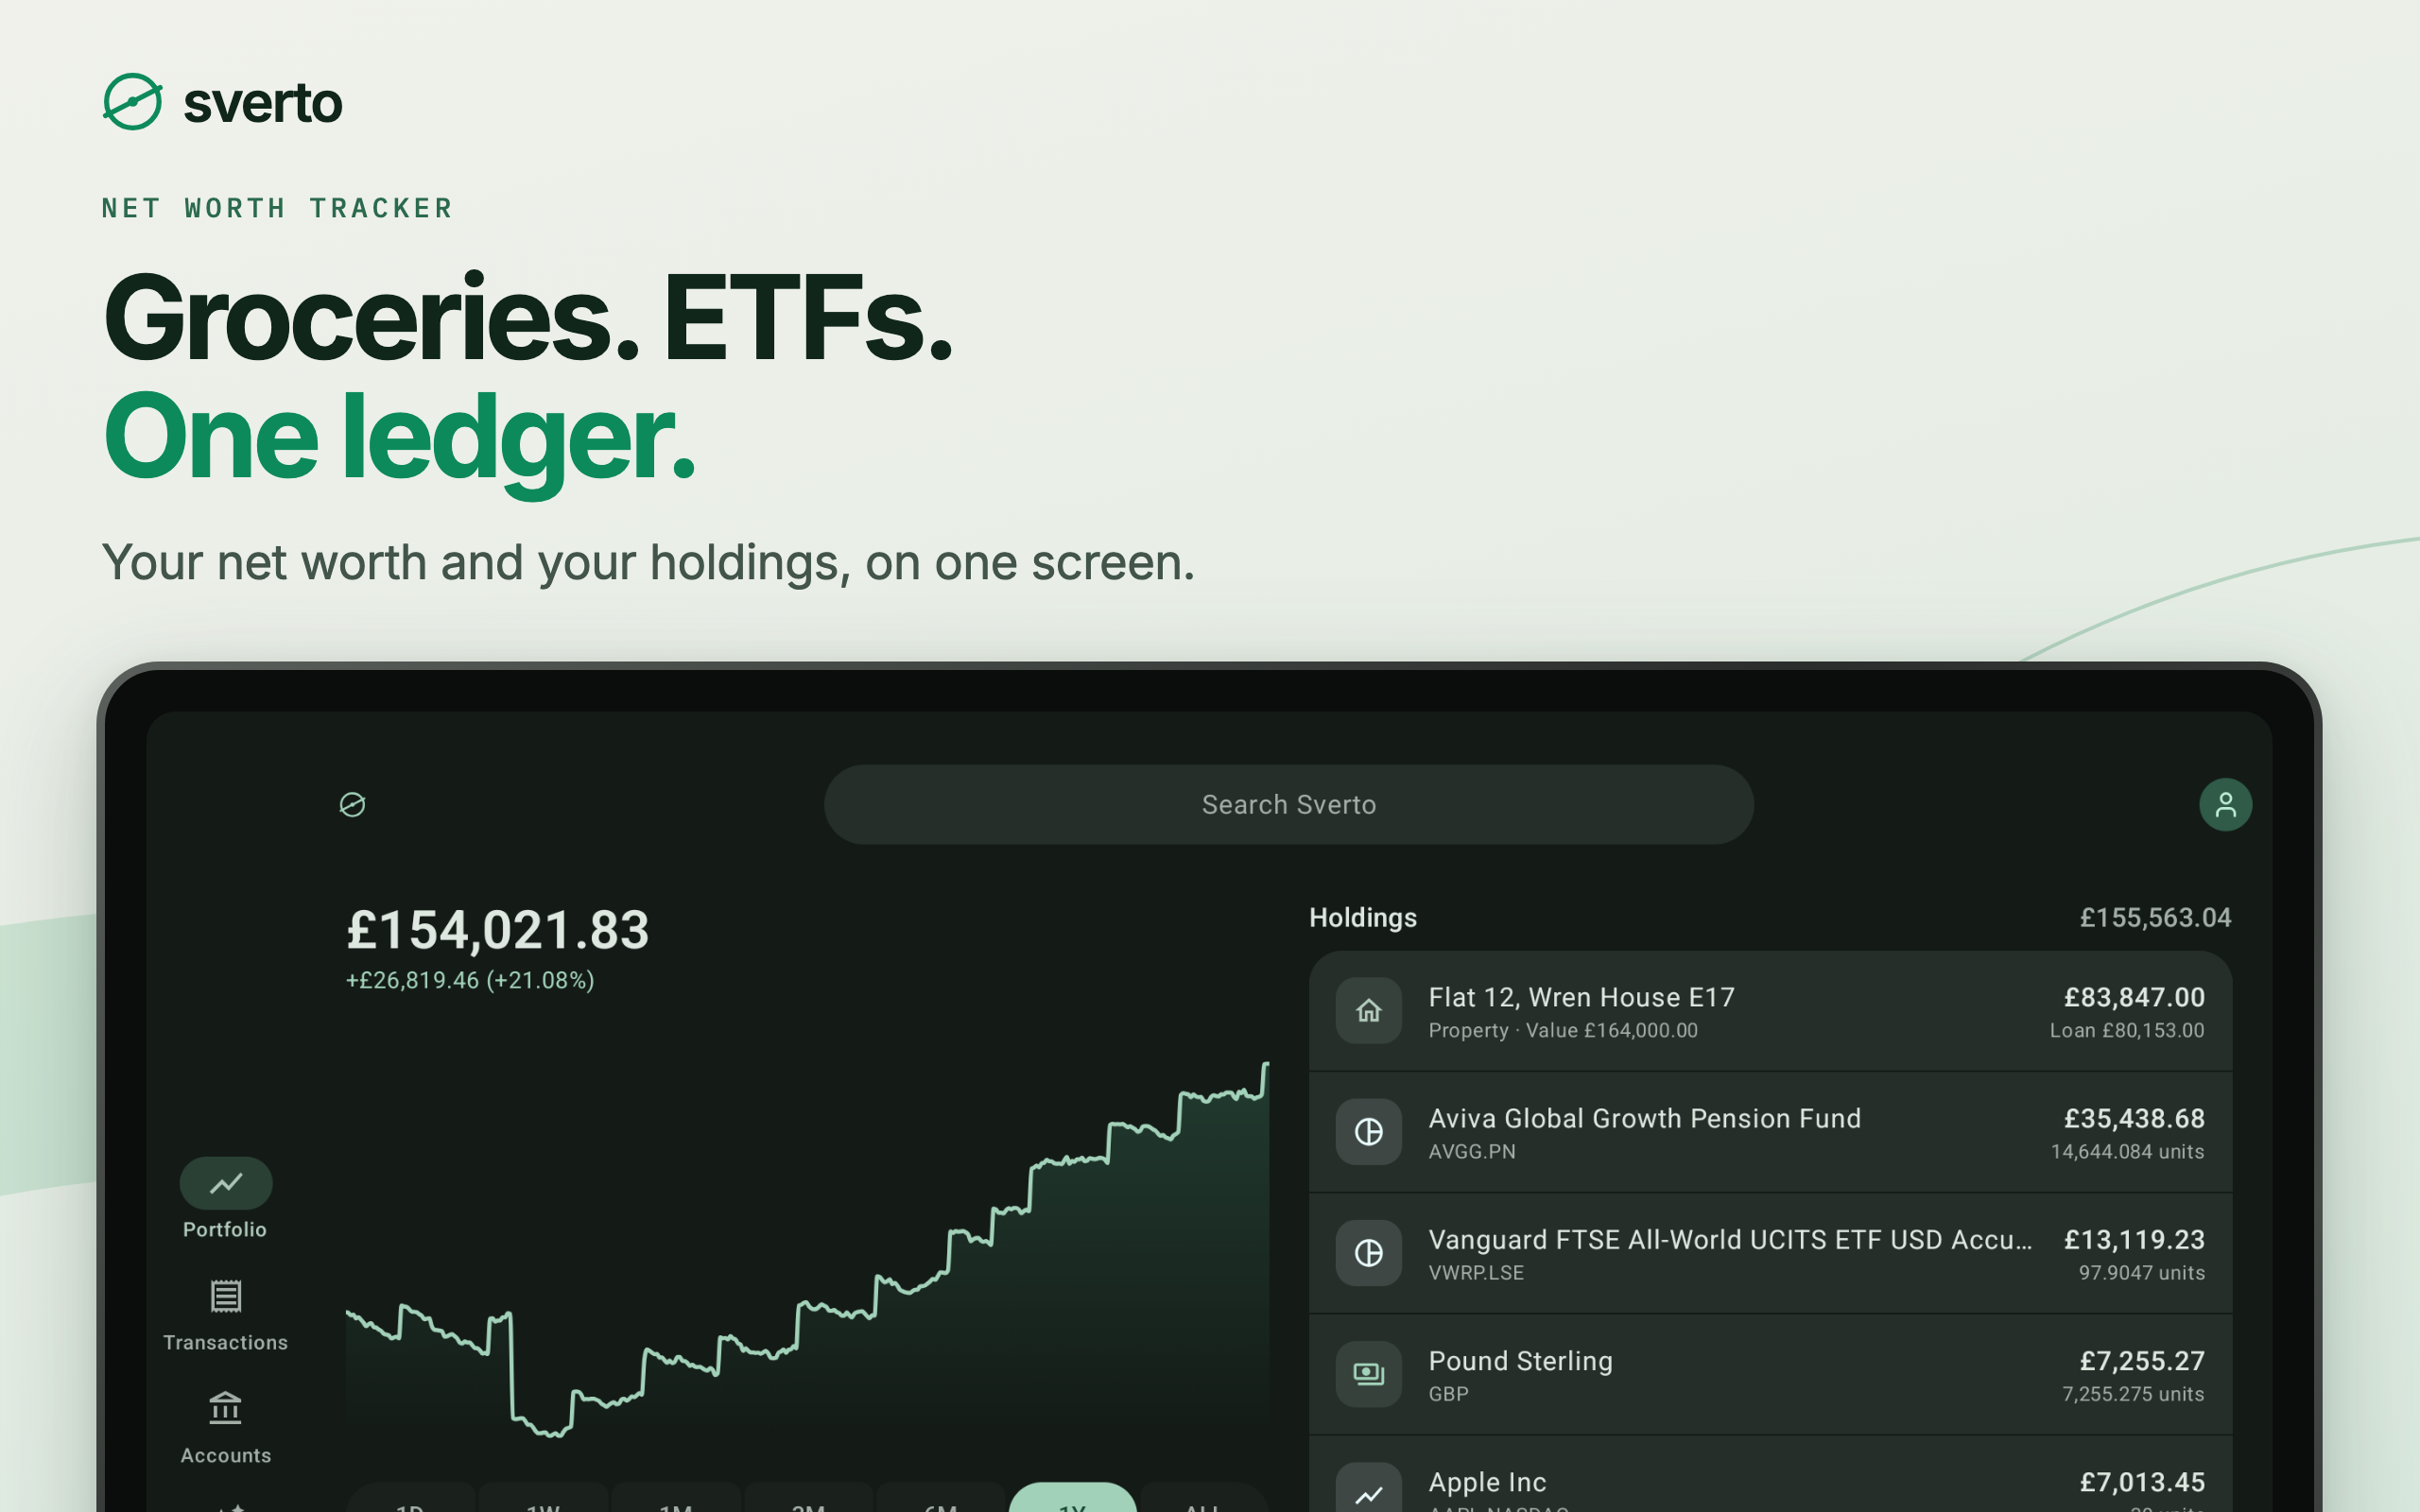 sverto
NET WORTH TRACKER
Groceries. ETFs.
One ledger.
Your net worth and your holdings, on one screen.
Search Sverto
£154,021.83
+£26,819.46 (+21.08%)
Portfolio
Transactions
Accounts
1Y
Holdings £155,563.04
Flat 12, Wren House E17 £83,847.00
Property · Value £164,000.00 Loan £80,153.00
Aviva Global Growth Pension Fund £35,438.68
AVGG.PN 14,644.084 units
Vanguard FTSE All-World UCITS ETF USD Accu... £13,119.23
VWRP.LSE 97.9047 units
Pound Sterling £7,255.27
GBP 7,255.275 units
Apple Inc £7,013.45